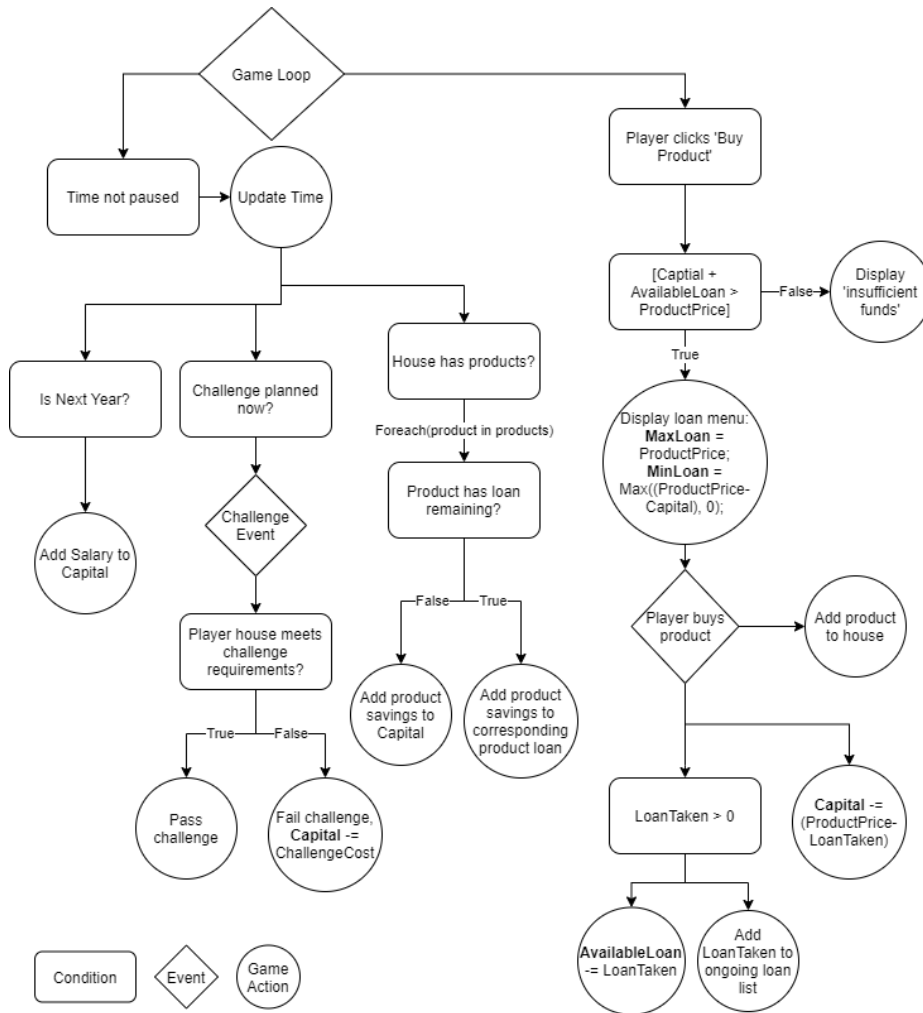 Game Loop
Time not paused
Update Time
Player clicks 'Buy
Product'
[Captial +
AvailableLoan >
ProductPrice]
False
Display
'insufficient
funds'
True
Is Next Year?
Challenge planned
now?
House has products?
Foreach(product in products)
Product has loan
remaining?
Display loan menu:
MaxLoan =
ProductPrice;
MinLoan =
Max((ProductPrice-
Capital), 0);
Add Salary to
Capital
Challenge
Event
False
True
Player house meets
challenge
requirements?
Add product
savings to
Capital
Add product
savings to
corresponding
product loan
Player buys
product
Add product
to house
True
False
Pass
challenge
Fail challenge,
Capital -=
ChallengeCost
LoanTaken > 0
Capital -=
(ProductPrice-
LoanTaken)
AvailableLoan
-= LoanTaken
Add
LoanTaken to
ongoing loan
list
Condition
Event
Game
Action